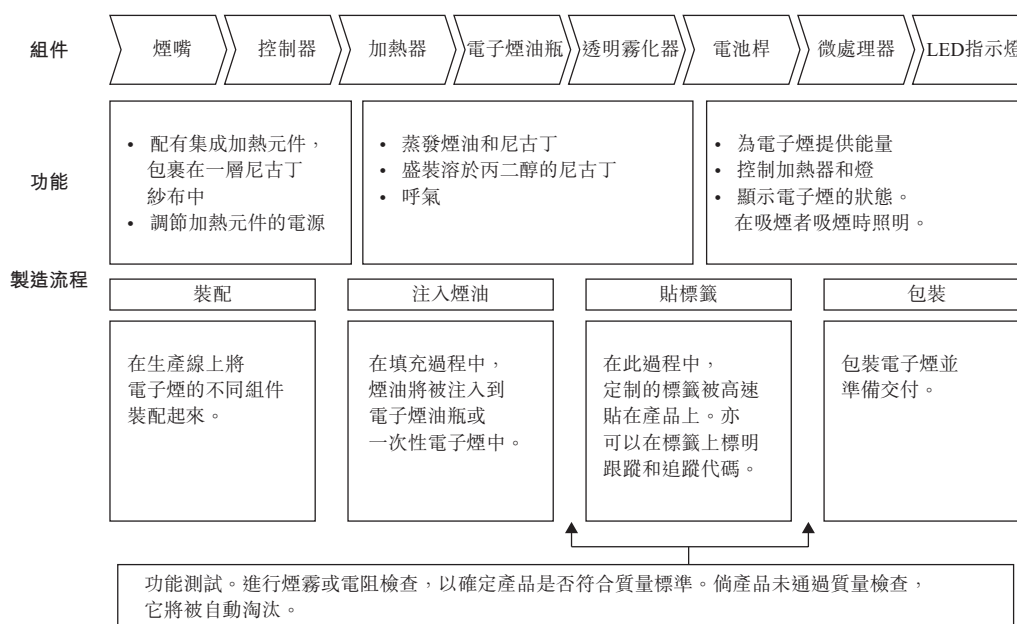 組件
煙嘴
控制器
加熱器
電子煙油瓶
透明霧化器
電池桿
微處理器
LED指示燈
功能
• 配有集成加熱元件，
包裹在一層尼古丁
紗布中
• 調節加熱元件的電源
• 蒸發煙油和尼古丁
• 盛裝溶於丙二醇的尼古丁
• 呼氣
• 為電子煙提供能量
• 控制加熱器和燈
• 顯示電子煙的狀態。
在吸煙者吸煙時照明。
製造流程
裝配
注入煙油
貼標籤
包裝
在生產線上將
電子煙的不同組件
裝配起來。
在填充過程中，
煙油將被注入到
電子煙油瓶或
一次性電子煙中。
在此過程中，
定制的標籤被高速
貼在產品上。亦
可以在標籤上標明
跟蹤和追蹤代碼。
包裝電子煙並
準備交付。
功能測試。進行煙霧或電阻檢查，以確定產品是否符合質量標準。倘產品未通過質量檢查，
它將被自動淘汰。